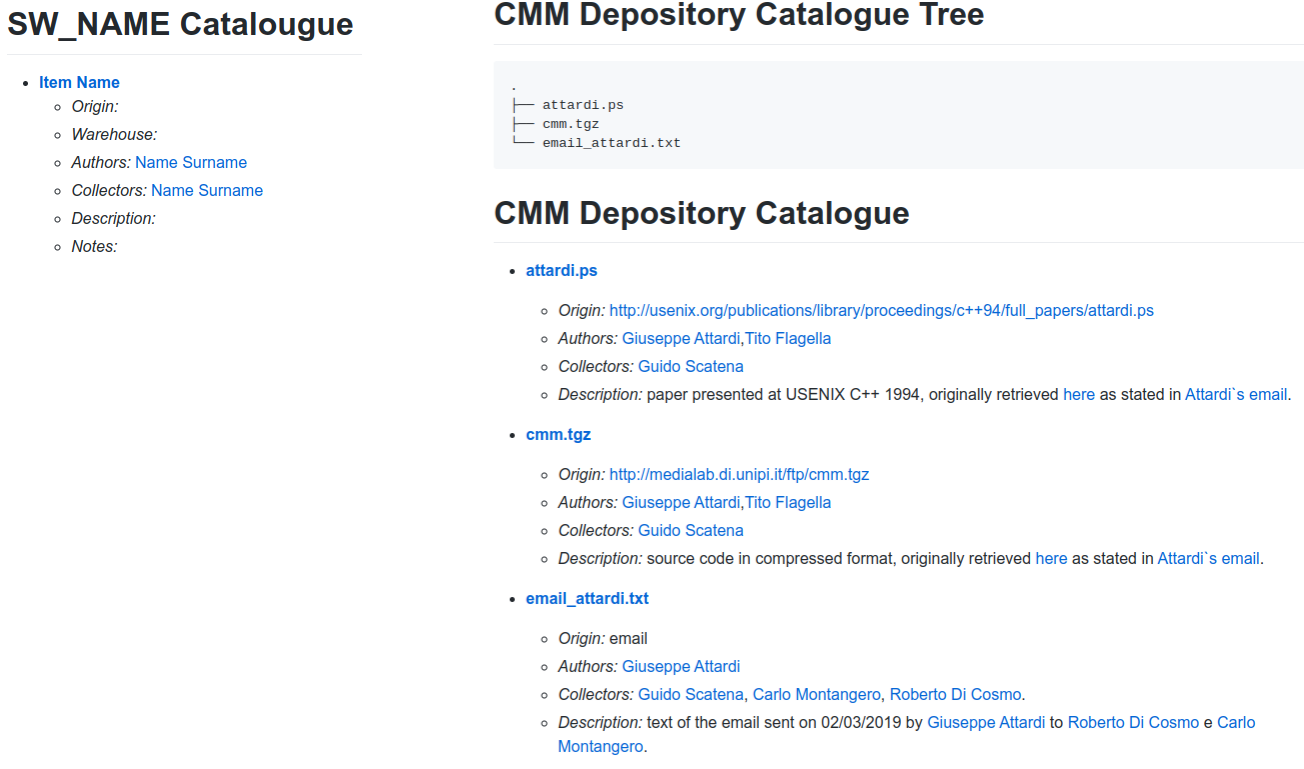 SW_NAME Catalougue
Item Name
Origin:
Warehouse:
Authors: Name Surname
Collectors: Name Surname
Description:
Notes:
CMM Depository Catalogue Tree
.
├── attardi.ps
├── cmm.tgz
└── email_attardi.txt
CMM Depository Catalogue
attardi.ps
Origin: http://usenix.org/publications/library/proceedings/c++94/full_papers/attardi.ps
Authors: Giuseppe Attardi,Tito Flagella
Collectors: Guido Scatena
Description: paper presented at USENIX C++ 1994, originally retrieved here as stated in Attardi`s email.
cmm.tgz
Origin: http://medialab.di.unipi.it/ftp/cmm.tgz
Authors: Giuseppe Attardi,Tito Flagella
Collectors: Guido Scatena
Description: source code in compressed format, originally retrieved here as stated in Attardi`s email.
email_attardi.txt
Origin: email
Authors: Giuseppe Attardi
Collectors: Guido Scatena, Carlo Montangero, Roberto Di Cosmo.
Description: text of the email sent on 02/03/2019 by Giuseppe Attardi to Roberto Di Cosmo e Carlo
Montangero.